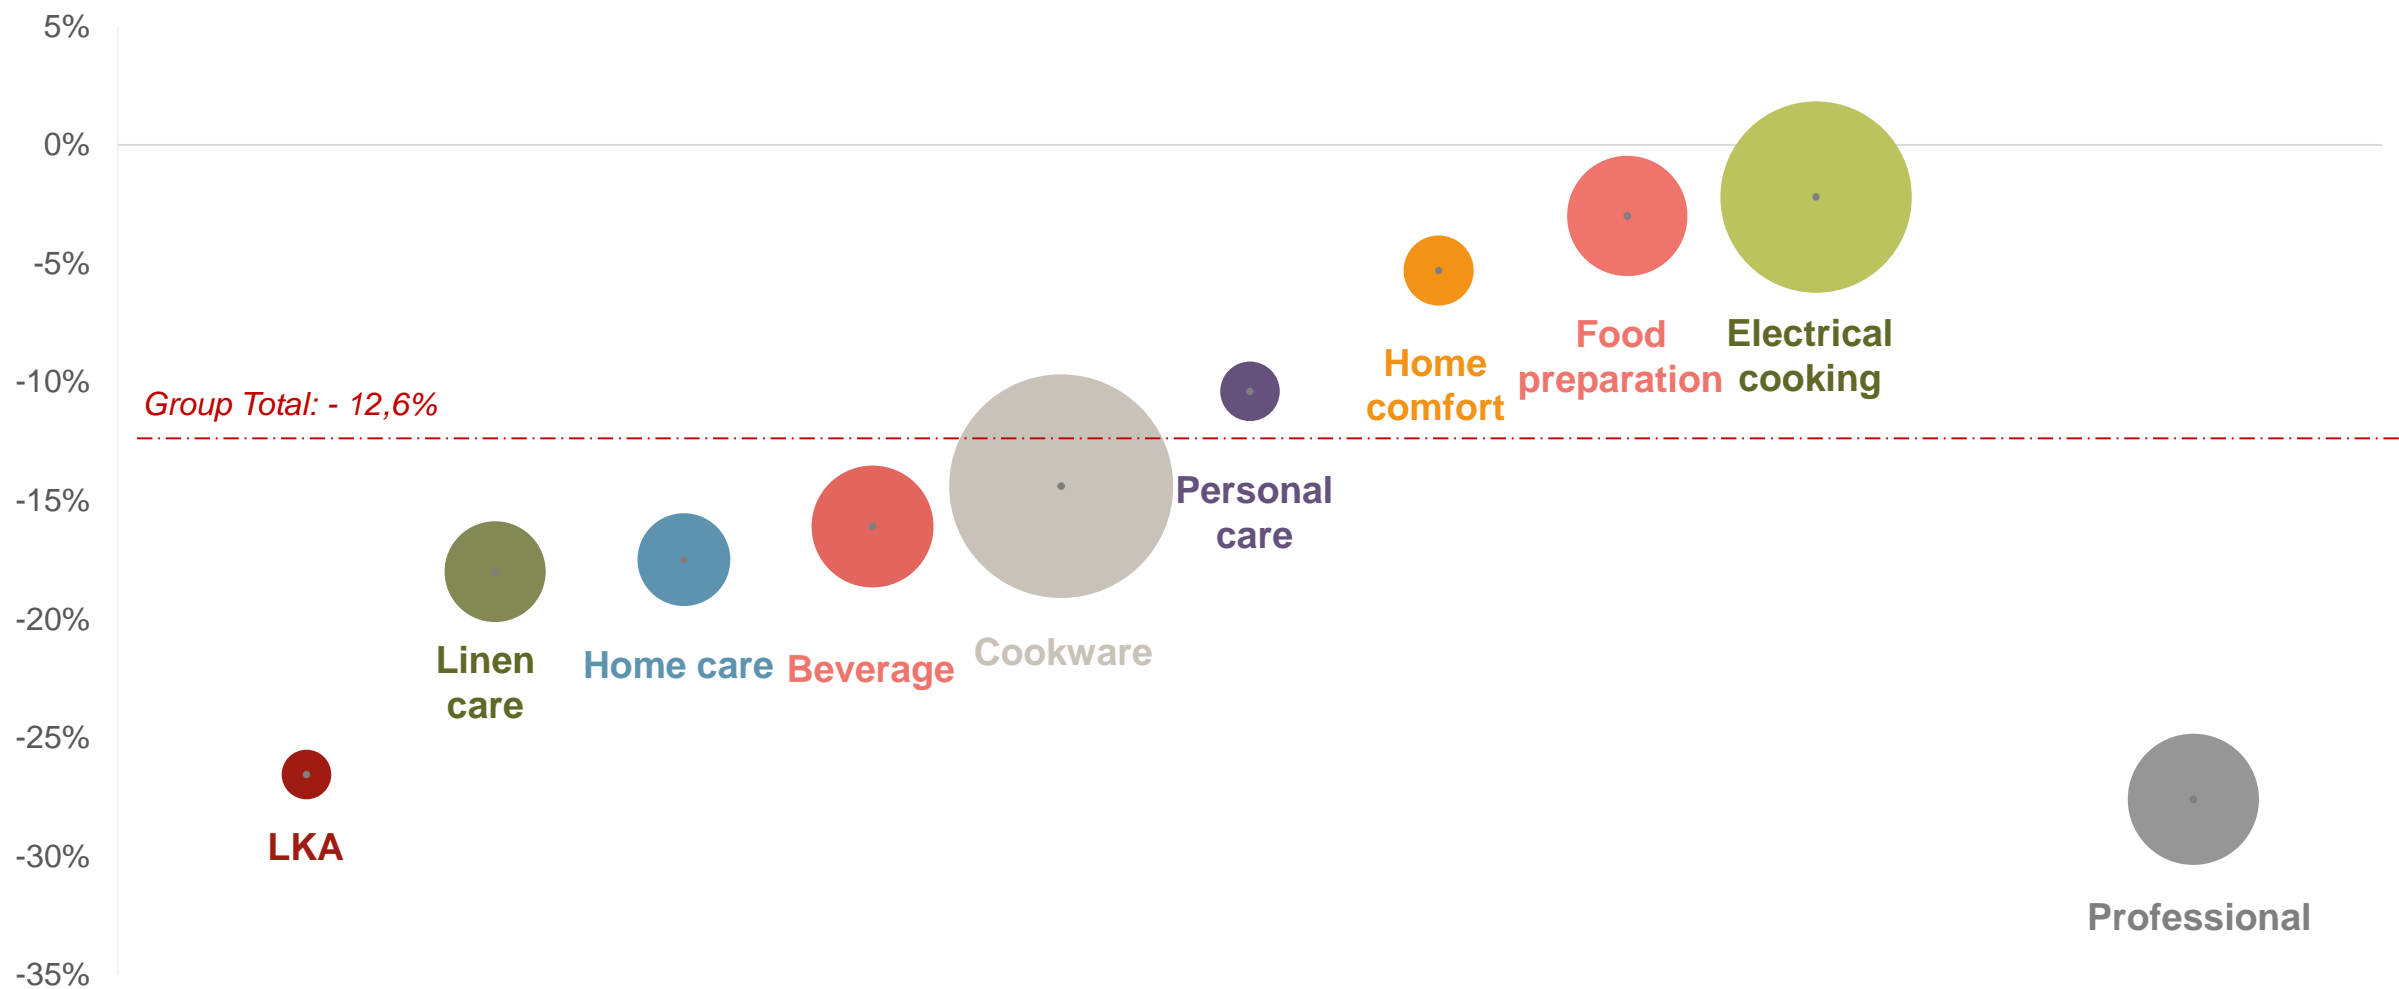 5%
0%
-5%
-10%
-15%
-20%
-25%
-30%
-35%
Group Total: - 12,6%
LKA
Linen
care
Home care
Beverage
Cookware
Personal
care
Home
comfort
Food
preparation
Electrical
cooking
Professional